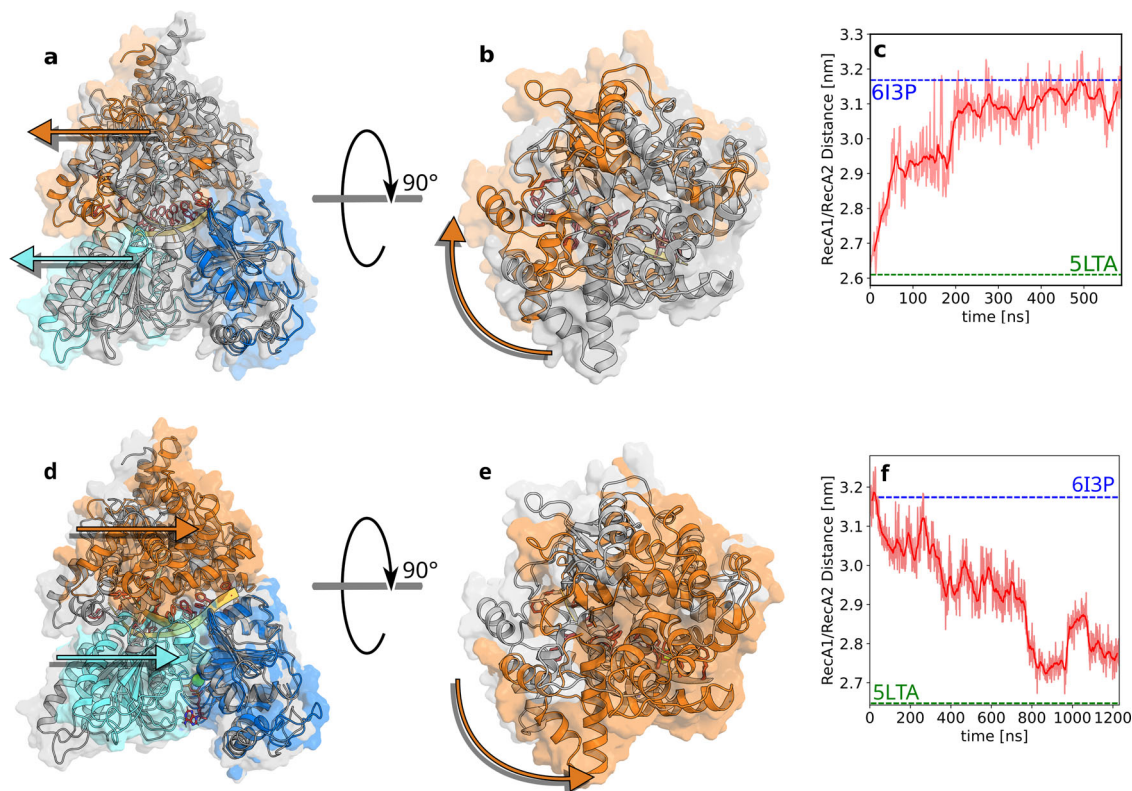 a
90°
b
c
RecA1/RecA2 Distance [nm]
3.3
3.2
3.1
3.0
2.9
2.8
2.7
2.6
6I3P
5LTA
0 100 200 300 400 500
time [ns]
d
90°
e
f
RecA1/RecA2 Distance [nm]
3.2
3.1
3.0
2.9
2.8
2.7
6I3P
5LTA
0 200 400 600 800 1000 1200
time [ns]